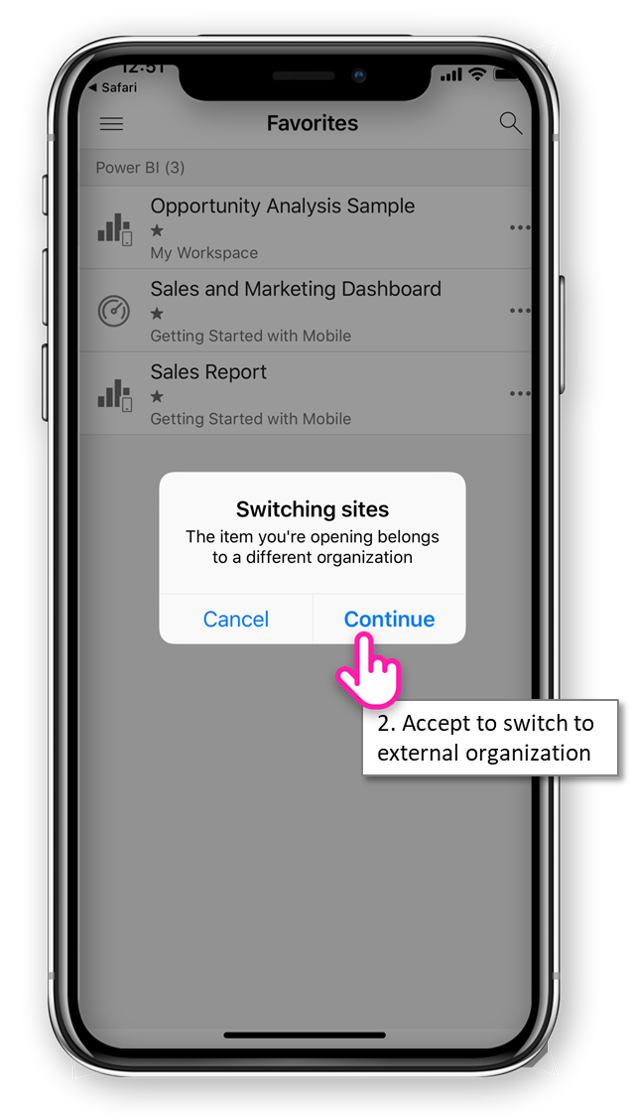 12:51
Safari
Favorites
Power BI (3)
Opportunity Analysis Sample
My Workspace
Sales and Marketing Dashboard
Getting Started with Mobile
Sales Report
Getting Started with Mobile
Switching sites
The item you're opening belongs
to a different organization
Cancel
Continue
2. Accept to switch to
external organization